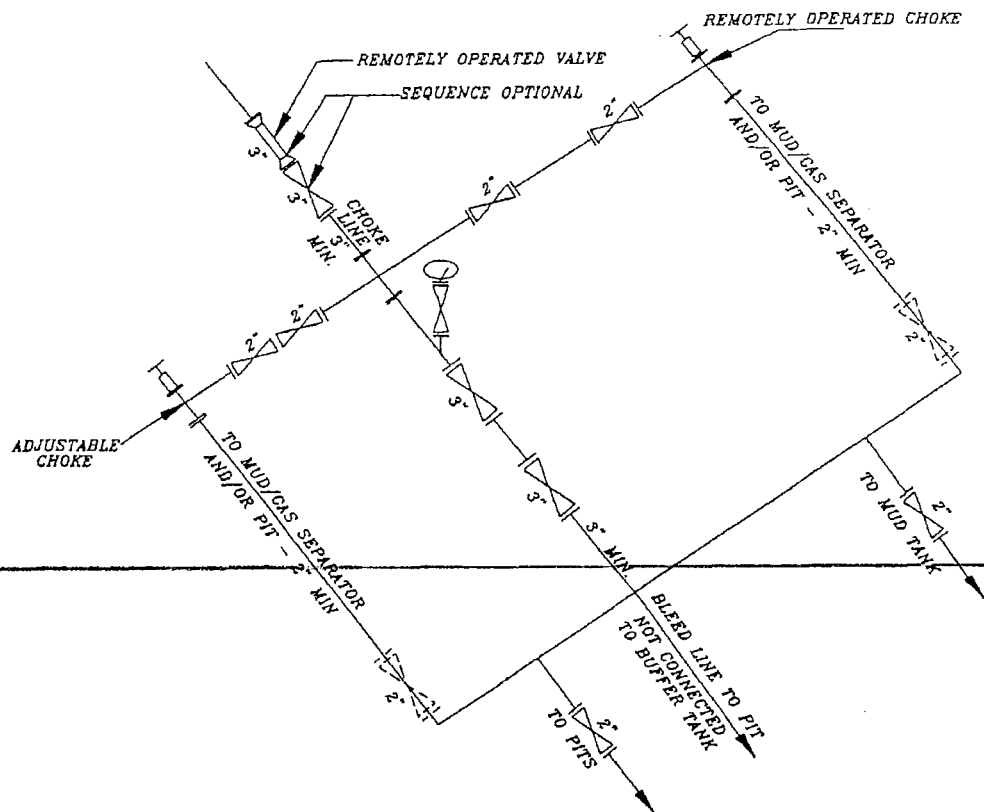 REMOTELY OPERATED CHOKE
REMOTELY OPERATED VALVE
SEQUENCE OPTIONAL
3"
3"
CHOKE
LINE
3"
MIN.
2"
2"
2"
2"
TO MUD/GAS SEPARATOR
AND/OR PIT - 2" MIN
2"
ADJUSTABLE
CHOKE
TO MUD/GAS SEPARATOR
AND/OR PIT - 2" MIN
2"
3"
3"
3" MIN.
BLEED LINE TO PIT
NOT CONNECTED
TO BUFFER TANK
2"
TO MUD TANK
2"
TO PITS